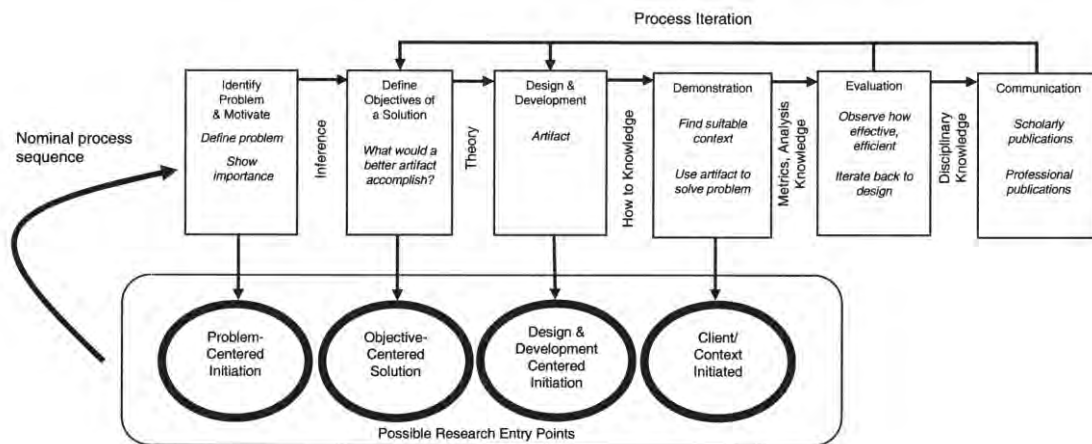 Process Iteration
Nominal process
sequence
Identify
Problem
& Motivate
Define problem
Show
importance
Inference
Define
Objectives of
a Solution
What would a
better artifact
accomplish?
Theory
Design &
Development
Artifact
How to Knowledge
Demonstration
Find suitable
context
Use artifact to
solve problem
Metrics, Analysis
Knowledge
Evaluation
Observe how
effective,
efficient
Iterate back to
design
Disciplinary
Knowledge
Communication
Scholarly
publications
Professional
publications
Problem-
Centered
Initiation
Objective-
Centered
Solution
Design &
Development
Centered
Initiation
Client/
Context
Initiated
Possible Research Entry Points